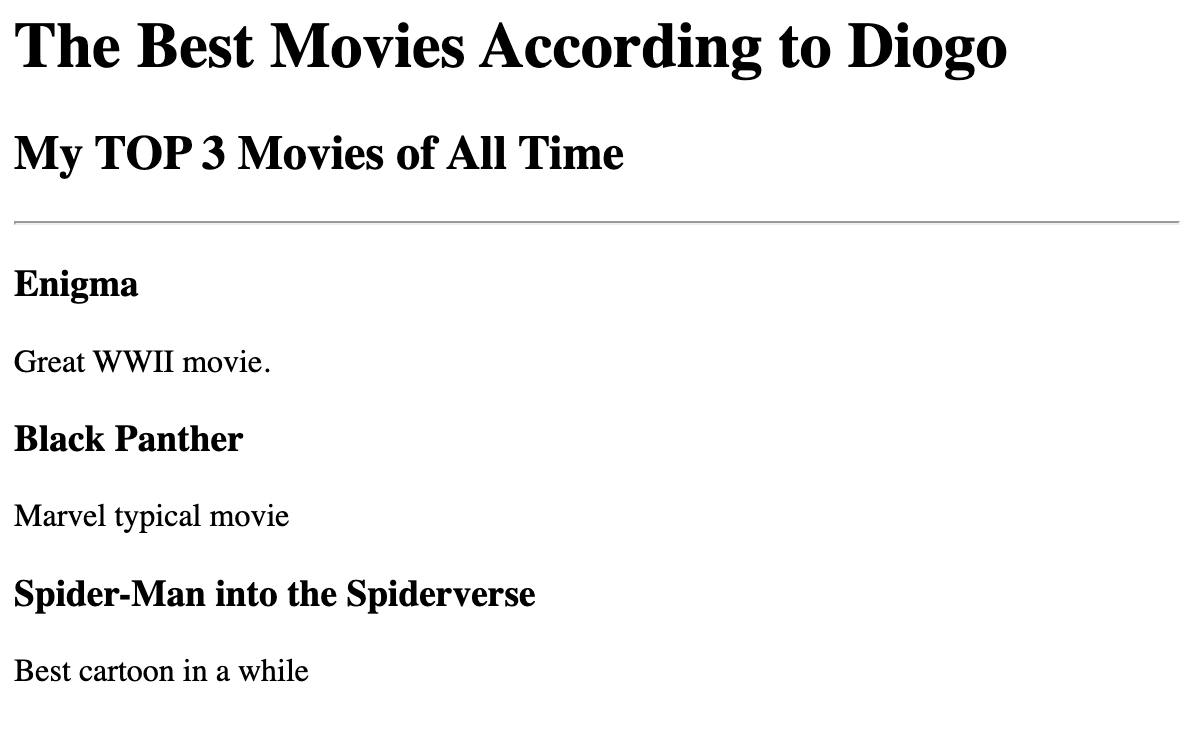 The Best Movies According to Diogo
My TOP 3 Movies of All Time
Enigma
Great WWII movie.
Black Panther
Marvel typical movie
Spider-Man into the Spiderverse
Best cartoon in a while